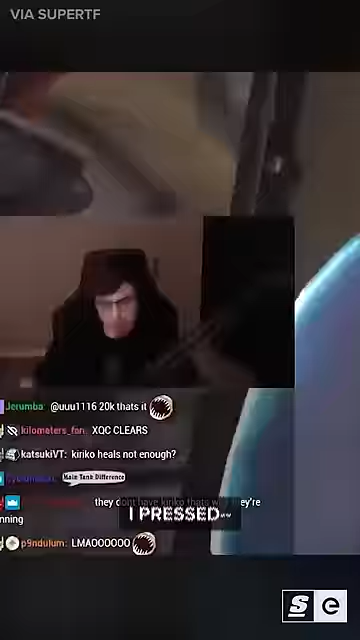 VIA SUPERTF
Jerumba: @uuu1116 20k thats it
kilometers_fan: XQC CLEARS
katsukiVT: kiriko heals not enough?
Main Tank Difference
they dont have kiriko thats why they're
nning
I PRESSED--
p9ndulum: LMAOOOOOO
S e